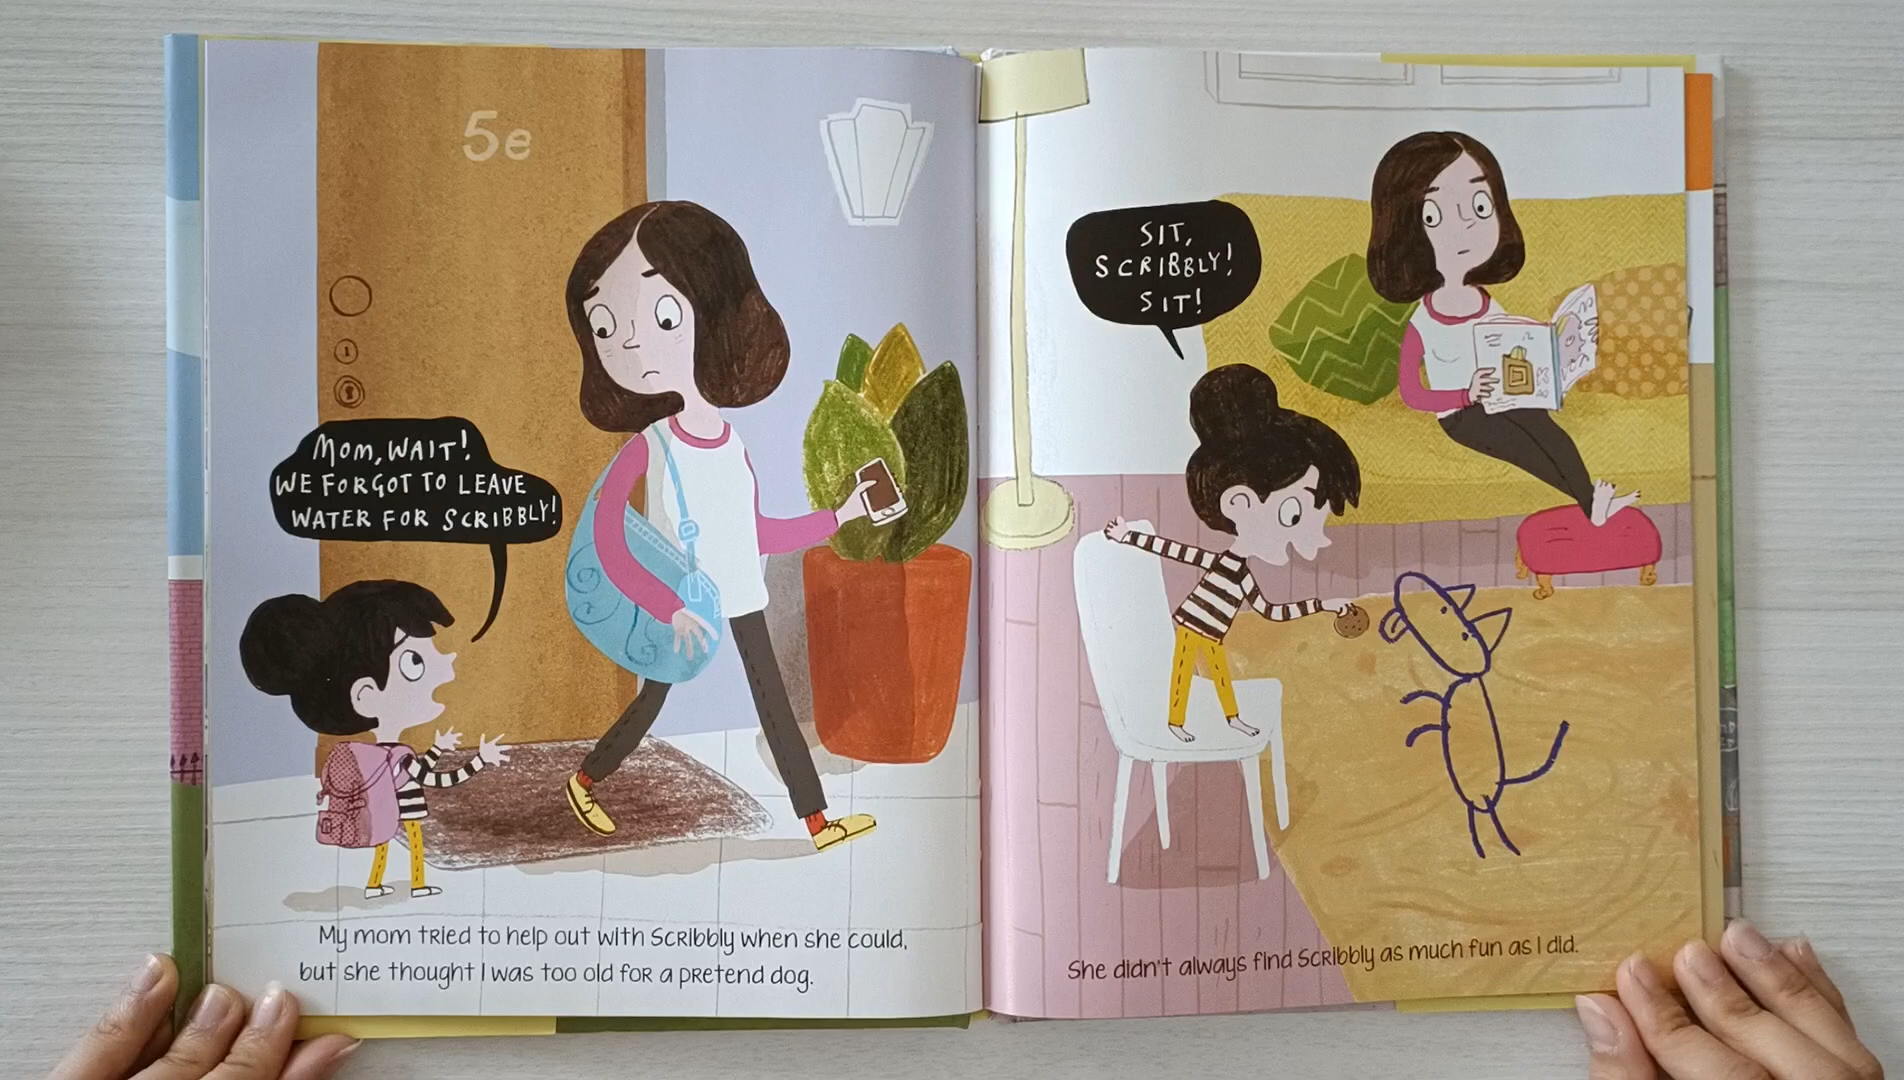 5e
MOM, WAIT!
WE FORGOT TO LEAVE
WATER FOR SCRIBBLY!
My mom tried to help out with Scribbly when she could,
but she thought I was too old for a pretend dog.
SIT,
SCRIBBLY!
SIT!
She didn't always find Scribbly as much fun as I did.